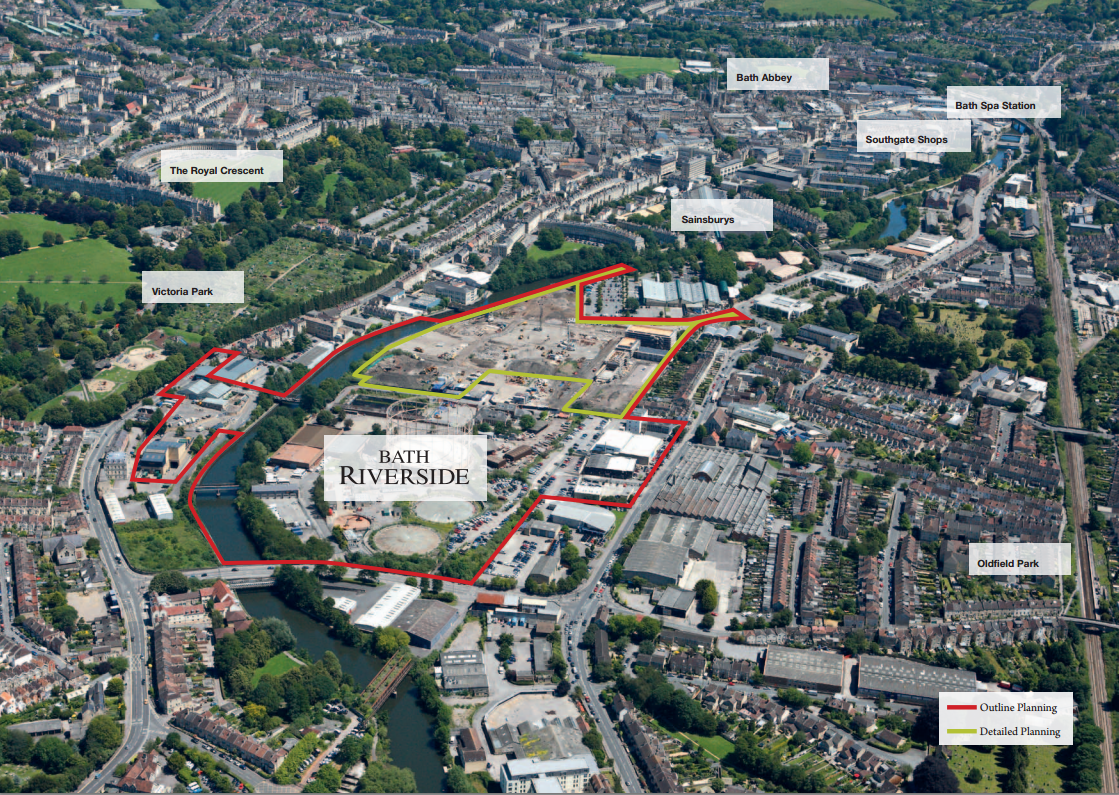 Bath Abbey
Bath Spa Station
Southgate Shops
The Royal Crescent
Sainsburys
Victoria Park
BATH
RIVERSIDE
Oldfield Park
Outline Planning
Detailed Planning